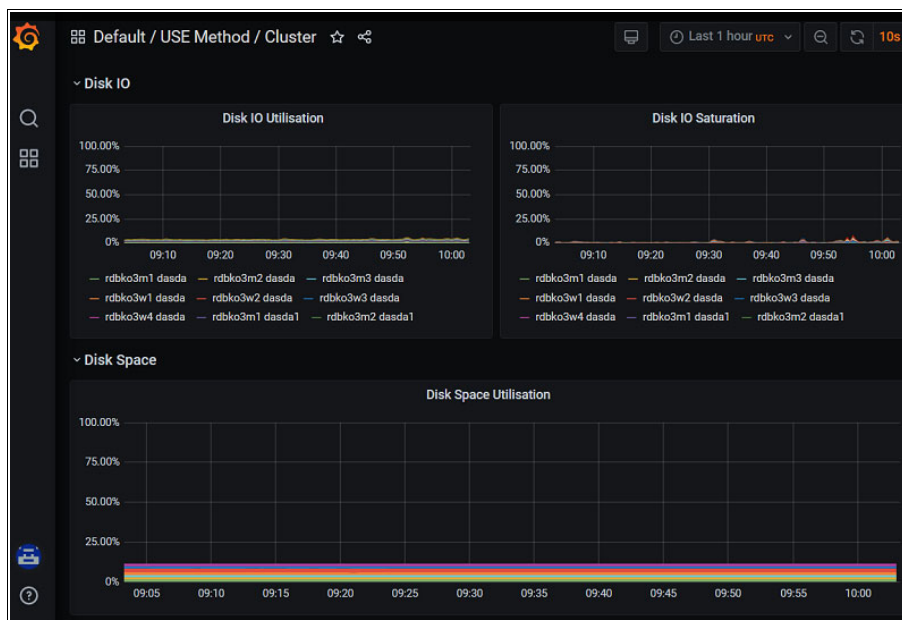 Default / USE Method / Cluster
Last 1 hour UTC
10s
Disk IO
Disk IO Utilisation
100.00%
75.00%
50.00%
25.00%
0%
09:10 09:20 09:30 09:40 09:50 10:00
rdbko3m1 dasda rdbko3m2 dasda rdbko3m3 dasda
rdbko3w1 dasda rdbko3w2 dasda rdbko3w3 dasda
rdbko3w4 dasda rdbko3m1 dasda1 rdbko3m2 dasda1
Disk IO Saturation
100.00%
75.00%
50.00%
25.00%
0%
09:10 09:20 09:30 09:40 09:50 10:00
rdbko3m1 dasda rdbko3m2 dasda rdbko3m3 dasda
rdbko3w1 dasda rdbko3w2 dasda rdbko3w3 dasda
rdbko3w4 dasda rdbko3m1 dasda1 rdbko3m2 dasda1
Disk Space
Disk Space Utilisation
100.00%
75.00%
50.00%
25.00%
0%
09:05 09:10 09:15 09:20 09:25 09:30 09:35 09:40 09:45 09:50 09:55 10:00